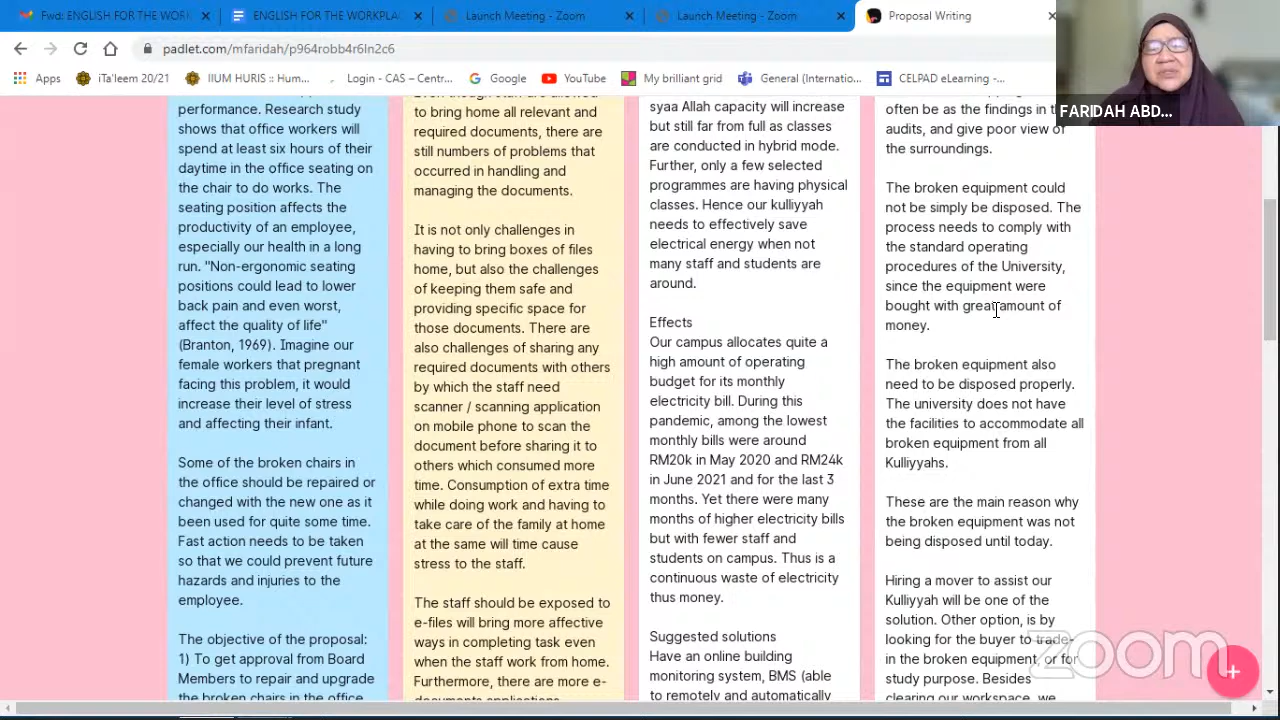 Fwd: ENGLISH FOR THE WORK
ENGLISH FOR THE WORKPLAC
Launch Meeting - Zoom
Launch Meeting - Zoom
Proposal Writing
padlet.com/mfaridah/p964robb4r6ln2c6
Apps
iTa'leem 20/21
IIUM HURIS :: Hum...
Login - CAS – Centr...
Google
YouTube
My brilliant grid
General (Internatio...
CELPAD eLearning -...
FARIDAH ABD...
performance. Research study
shows that office workers will
spend at least six hours of their
daytime in the office seating on
the chair to do works. The
seating position affects the
productivity of an employee,
especially our health in a long
run. "Non-ergonomic seating
positions could lead to lower
back pain and even worst,
affect the quality of life"
(Branton, 1969). Imagine our
female workers that pregnant
facing this problem, it would
increase their level of stress
and affecting their infant.
Some of the broken chairs in
the office should be repaired or
changed with the new one as it
been used for quite some time.
Fast action needs to be taken
so that we could prevent future
hazards and injuries to the
employee.
The objective of the proposal:
1) To get approval from Board
Members to repair and upgrade
the broken chairs in the office
Even though staff are allowed
to bring home all relevant and
required documents, there are
still numbers of problems that
occurred in handling and
managing the documents.
It is not only challenges in
having to bring boxes of files
home, but also the challenges
of keeping them safe and
providing specific space for
those documents. There are
also challenges of sharing any
required documents with others
by which the staff need
scanner / scanning application
on mobile phone to scan the
document before sharing it to
others which consumed more
time. Consumption of extra time
while doing work and having to
take care of the family at home
at the same will time cause
stress to the staff.
The staff should be exposed to
e-files will bring more affective
ways in completing task even
when the staff work from home.
Furthermore, there are more e-
documents applications
syaa Allah capacity will increase
but still far from full as classes
are conducted in hybrid mode.
Further, only a few selected
programmes are having physical
classes. Hence our kulliyyah
needs to effectively save
electrical energy when not
many staff and students are
around.
Effects
Our campus allocates quite a
high amount of operating
budget for its monthly
electricity bill. During this
pandemic, among the lowest
monthly bills were around
RM20k in May 2020 and RM24k
in June 2021 and for the last 3
months. Yet there were many
months of higher electricity bills
but with fewer staff and
students on campus. Thus is a
continuous waste of electricity
thus money.
Suggested solutions
Have an online building
monitoring system, BMS (able
to remotely and automatically
often be as the findings in
audits, and give poor view of
the surroundings.
The broken equipment could
not be simply be disposed. The
process needs to comply with
the standard operating
procedures of the University,
since the equipment were
bought with great amount of
money.
The broken equipment also
need to be disposed properly.
The university does not have
the facilities to accommodate all
broken equipment from all
Kulliyyahs.
These are the main reason why
the broken equipment was not
being disposed until today.
Hiring a mover to assist our
Kulliyyah will be one of the
solution. Other option, is by
looking for the buyer to trade-
in the broken equipment, or for
study purpose. Besides
clearing our workspace, we
zoom